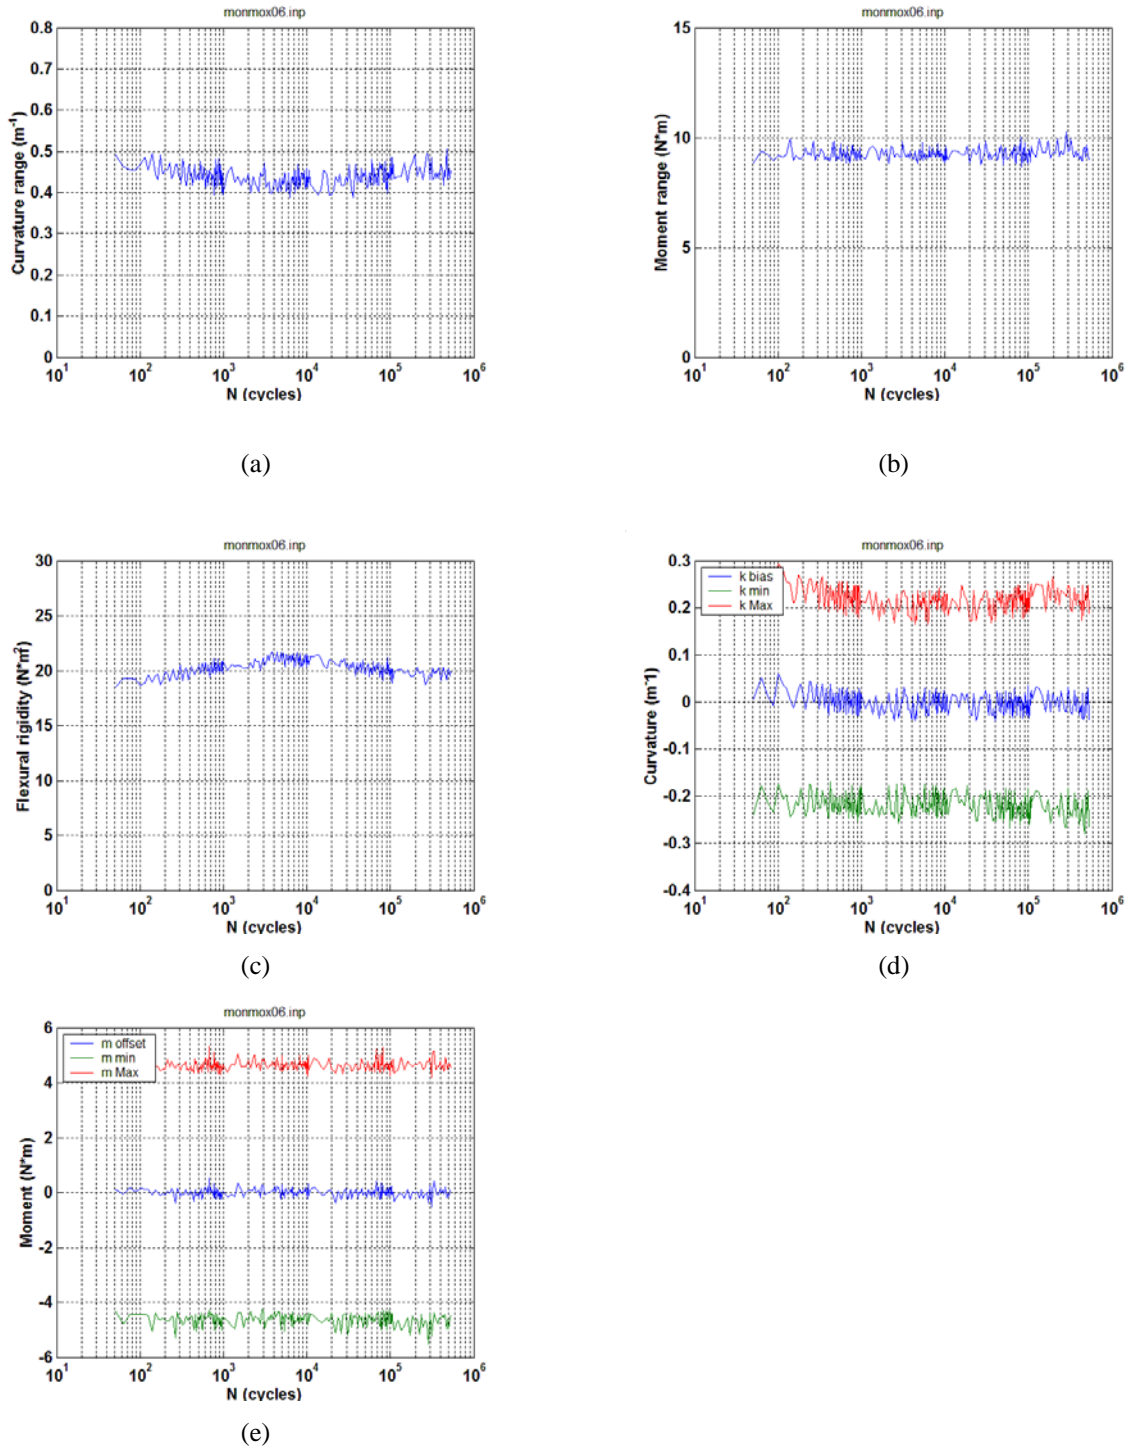 monmox06.inp
0.8
0.7
0.6
0.5
0.4
0.3
0.2
0.1
0
Curvature range (m⁻¹)
10¹ 10² 10³ 10⁴ 10⁵ 10⁶
N (cycles)
(a)
monmox06.inp
15
10
5
0
Moment range (N*m)
10¹ 10² 10³ 10⁴ 10⁵ 10⁶
N (cycles)
(b)
monmox06.inp
30
25
20
15
10
5
0
Flexural rigidity (N*m²)
10¹ 10² 10³ 10⁴ 10⁵ 10⁶
N (cycles)
(c)
monmox06.inp
k bias
k min
k Max
0.3
0.2
0.1
0
-0.1
-0.2
-0.3
-0.4
Curvature (m⁻¹)
10¹ 10² 10³ 10⁴ 10⁵ 10⁶
N (cycles)
(d)
monmox06.inp
m offset
m min
m Max
6
4
2
0
-2
-4
-6
Moment (N*m)
10¹ 10² 10³ 10⁴ 10⁵ 10⁶
N (cycles)
(e)